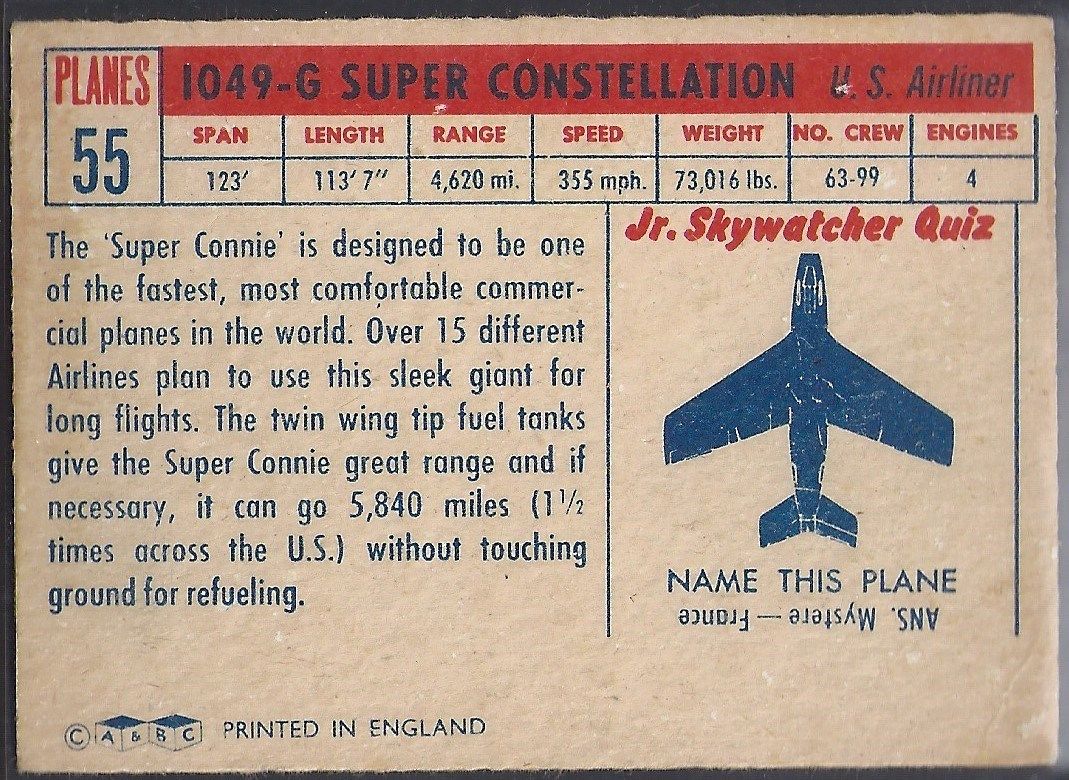 PLANES
55
1049-G SUPER CONSTELLATION U. S. Airliner
SPAN LENGTH RANGE SPEED WEIGHT NO. CREW ENGINES
123′ 113′ 7″ 4,620 mi. 355 mph. 73,016 lbs. 63-99 4
The ‘Super Connie’ is designed to be one
of the fastest, most comfortable commer-
cial planes in the world. Over 15 different
Airlines plan to use this sleek giant for
long flights. The twin wing tip fuel tanks
give the Super Connie great range and if
necessary, it can go 5,840 miles (1½
times across the U.S.) without touching
ground for refueling.
Jr. Skywatcher Quiz
NAME THIS PLANE
ANS. Mystere — France
© A & B C PRINTED IN ENGLAND